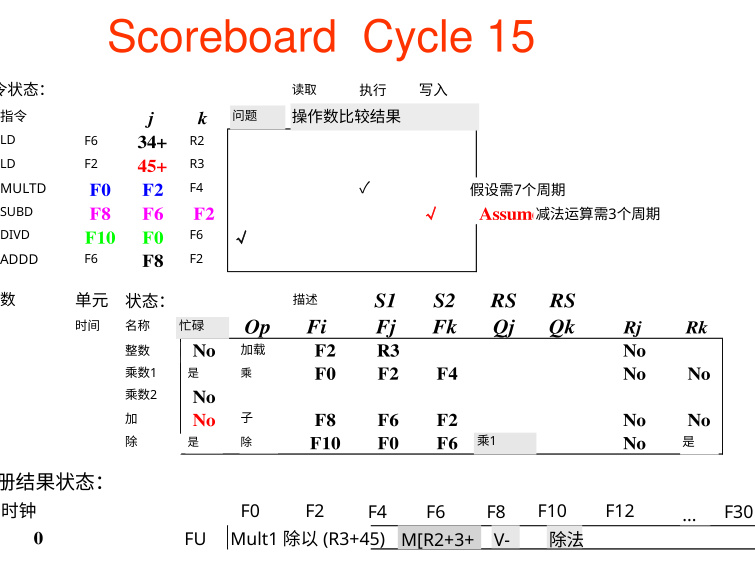 Scoreboard Cycle 15
令状态：
读取 执行 写入
指令 j k 问题 操作数比较结果
LD F6 34+ R2
LD F2 45+ R3
MULTD F0 F2 F4 √ 假设需7个周期
SUBD F8 F6 F2 √ Assum 减法运算需3个周期
DIVD F10 F0 F6 √
ADDD F6 F8 F2
数 单元 状态： 描述 S1 S2 RS RS
时间 名称 忙碌 Op Fi Fj Fk Qj Qk Rj Rk
整数 No 加载 F2 R3 No
乘数1 是 乘 F0 F2 F4 No No
乘数2 No
加 No 子 F8 F6 F2 No No
除 是 除 F10 F0 F6 乘1 No 是
册结果状态：
时钟 F0 F2 F4 F6 F8 F10 F12 ... F30
0 FU Mult1 除以 (R3+45) M[R2+3+ V- 除法